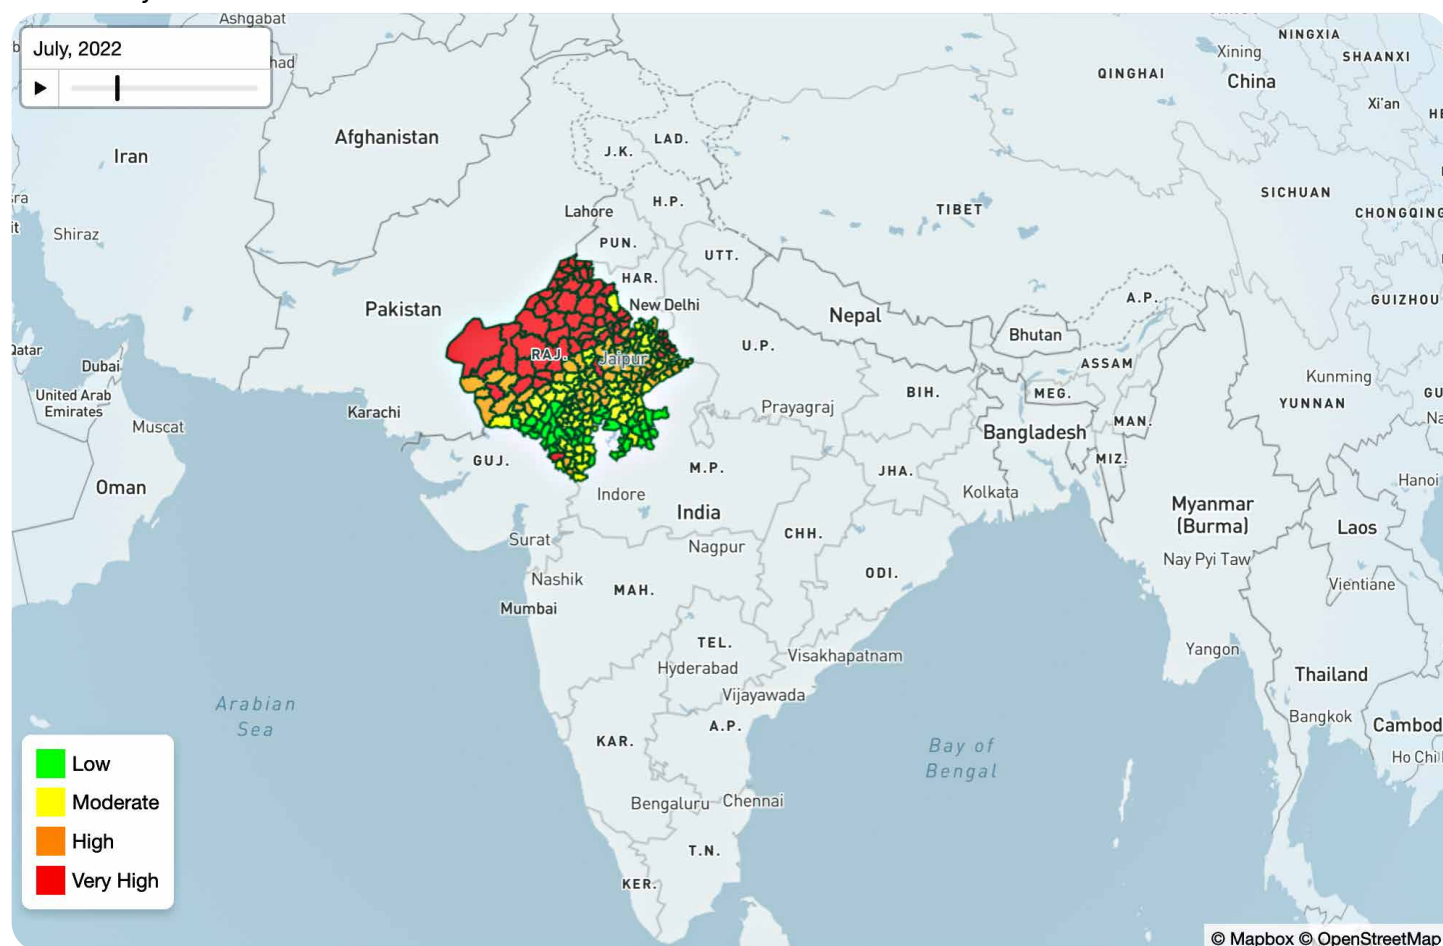 Ashgabat
July, 2022
Iran
Afghanistan
J.K.
LAD.
H.P.
Lahore
PUN.
UTT.
HAR.
New Delhi
Shiraz
Pakistan
TIBET
QINGHAI
Xining
China
NINGXIA
SHAANXI
Xi'an
SICHUAN
CHONGQING
GUIZHOU
Nepal
Bhutan
A.P.
ASSAM
U.P.
RAJ.
Jaipur
Qatar
Dubai
United Arab
Emirates
Muscat
Karachi
Oman
GUJ.
Prayagraj
BIH.
MEG.
MAN.
MIZ.
Bangladesh
Kunming
YUNNAN
M.P.
Indore
India
JHA.
Kolkata
Myanmar
(Burma)
Nay Pyi Taw
Hanoi
Laos
Vientiane
Surat
Nagpur
CHH.
Nashik
MAH.
ODI.
Mumbai
TEL.
Hyderabad
Visakhapatnam
Vijayawada
A.P.
Yangon
Thailand
Bangkok
Cambod
Ho Chi
Arabian
Sea
Bay of
Bengal
KAR.
Bengaluru
Chennai
T.N.
KER.
Low
Moderate
High
Very High
© Mapbox © OpenStreetMap